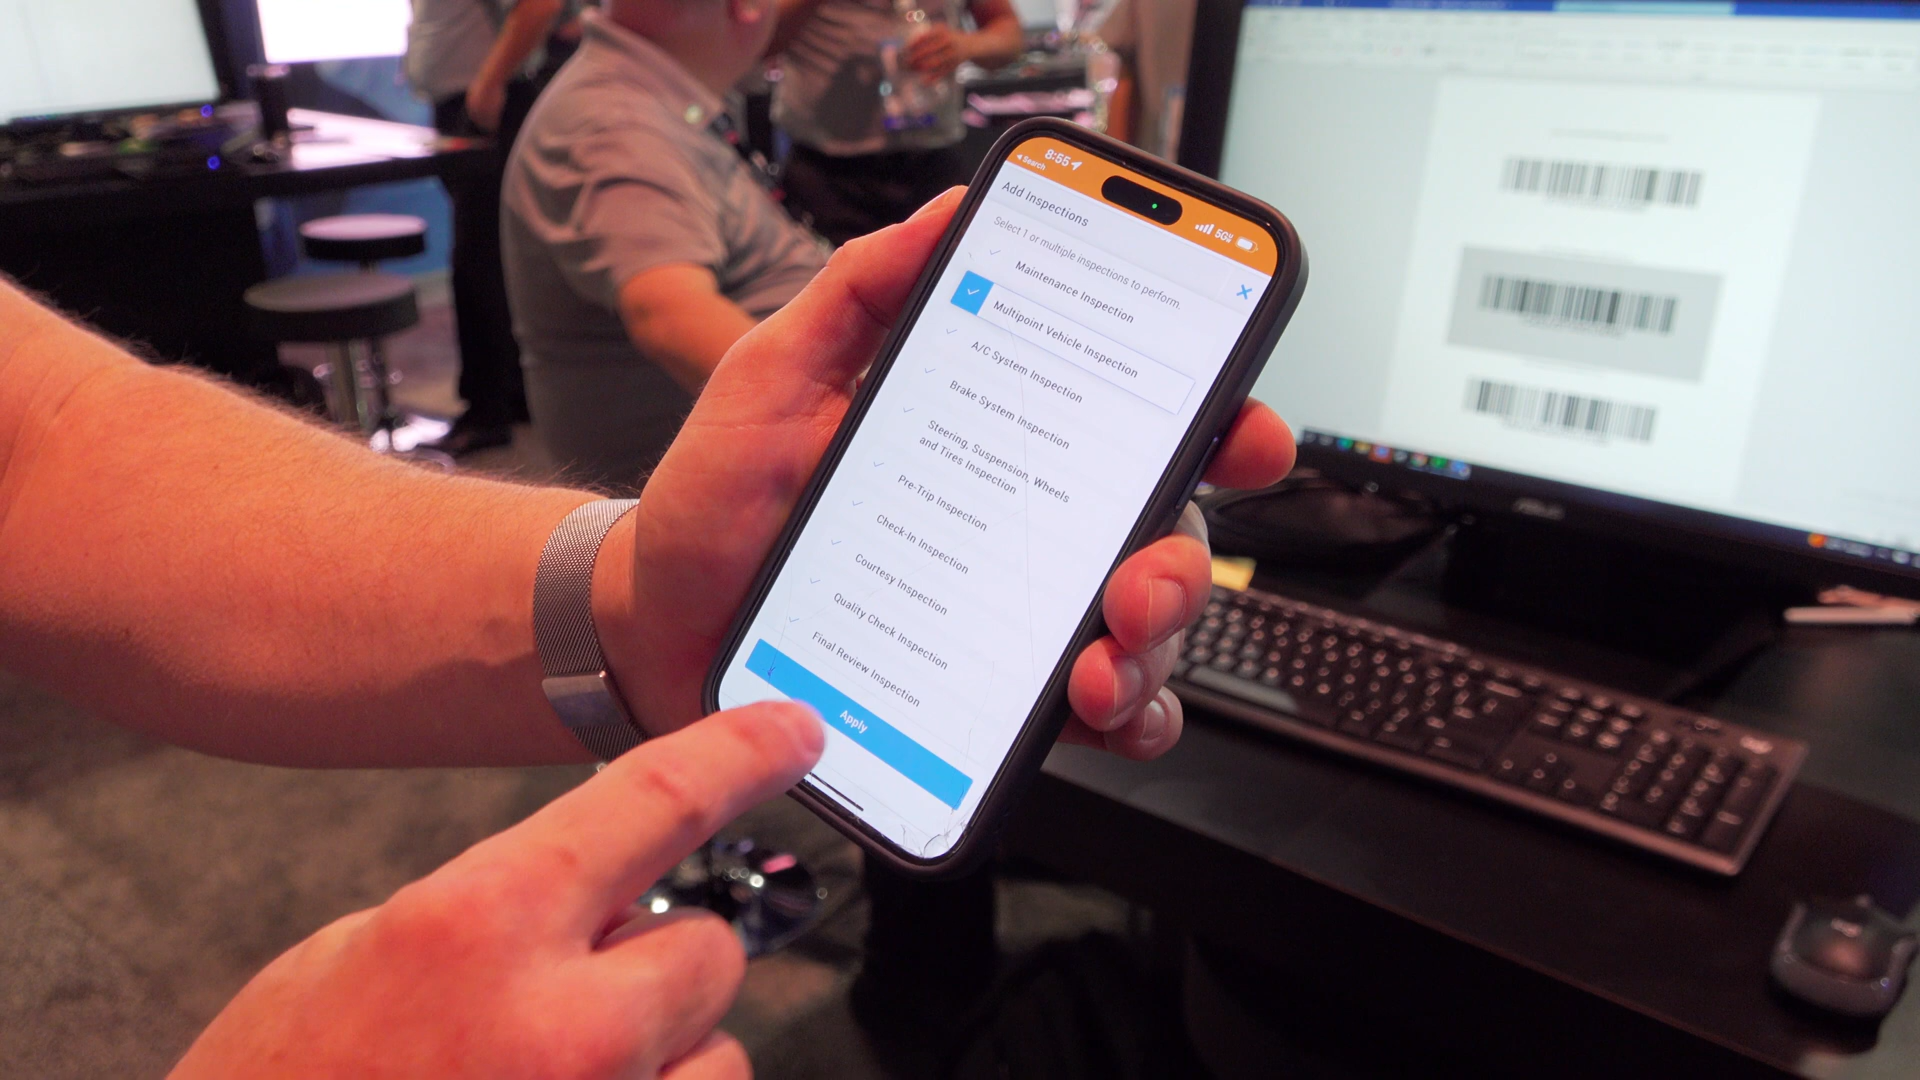 8:55
Search
5G
Add Inspections
Select 1 or multiple inspections to perform.
Maintenance Inspection
Multipoint Vehicle Inspection
A/C System Inspection
Brake System Inspection
Steering, Suspension, Wheels
and Tires Inspection
Pre-Trip Inspection
Check-In Inspection
Courtesy Inspection
Quality Check Inspection
Final Review Inspection
Apply
ASUS